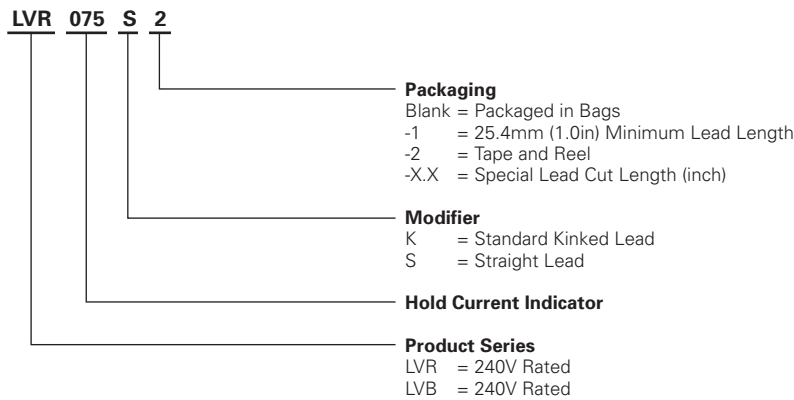 LVR 075 S 2
Packaging
Blank = Packaged in Bags
-1 = 25.4mm (1.0in) Minimum Lead Length
-2 = Tape and Reel
-X.X = Special Lead Cut Length (inch)
Modifier
K = Standard Kinked Lead
S = Straight Lead
Hold Current Indicator
Product Series
LVR = 240V Rated
LVB = 240V Rated